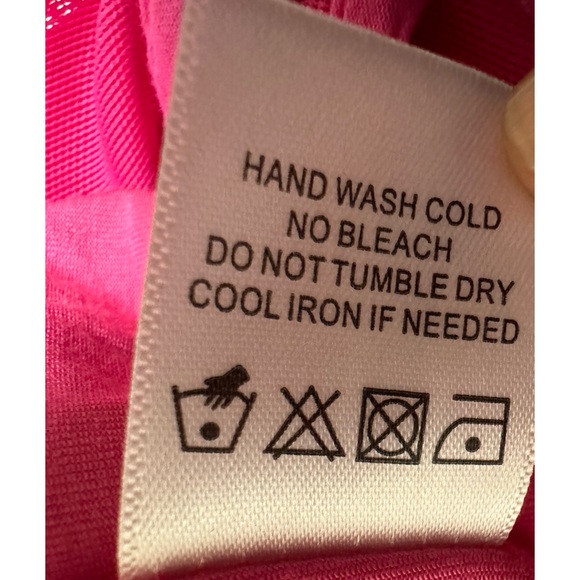 HAND WASH COLD
NO BLEACH
DO NOT TUMBLE DRY
COOL IRON IF NEEDED